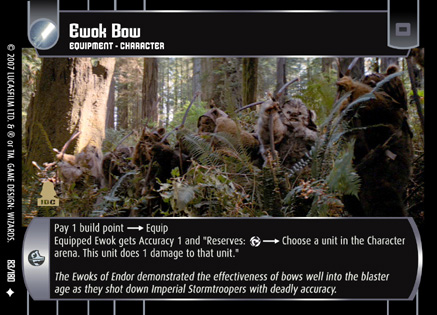 Ewok Bow
EQUIPMENT - CHARACTER
IGC
Pay 1 build point → Equip
Equipped Ewok gets Accuracy 1 and "Reserves: → Choose a unit in the Character
arena. This unit does 1 damage to that unit."
The Ewoks of Endor demonstrated the effectiveness of bows well into the blaster
age as they shot down Imperial Stormtroopers with deadly accuracy.
© 2007 LUCASFILM LTD. & ® or TM. GAME DESIGN: WIZARDS.